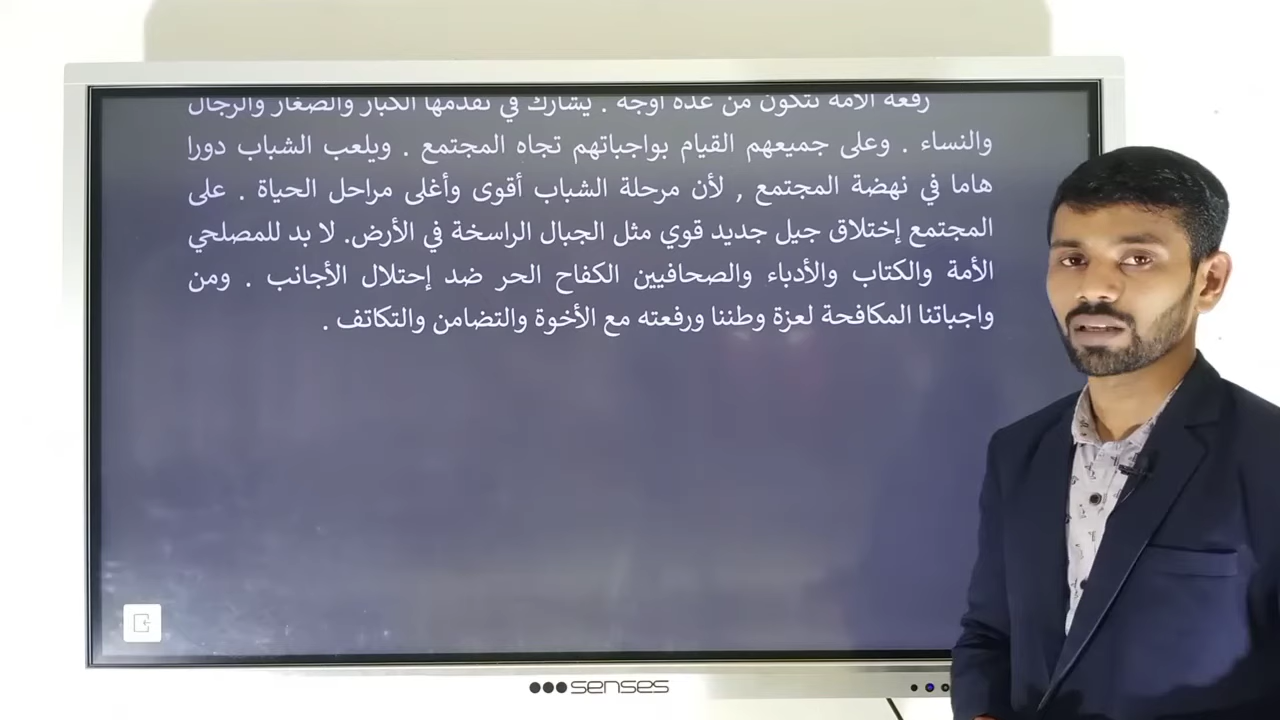 رفعة الأمة تتكون من عدة أوجه . يشارك في تقدمها الكبار والصغار والرجال
والنساء . وعلى جميعهم القيام بواجباتهم تجاه المجتمع . ويلعب الشباب دورا
هاما في نهضة المجتمع , لأن مرحلة الشباب أقوى وأغلى مراحل الحياة . على
المجتمع إختلاق جيل جديد قوي مثل الجبال الراسخة في الأرض. لا بد للمصلحي
الأمة والكتاب والأدباء والصحافيين الكفاح الحر ضد إحتلال الأجانب . ومن
واجباتنا المكافحة لعزة وطننا ورفعته مع الأخوة والتضامن والتكاتف .
senses